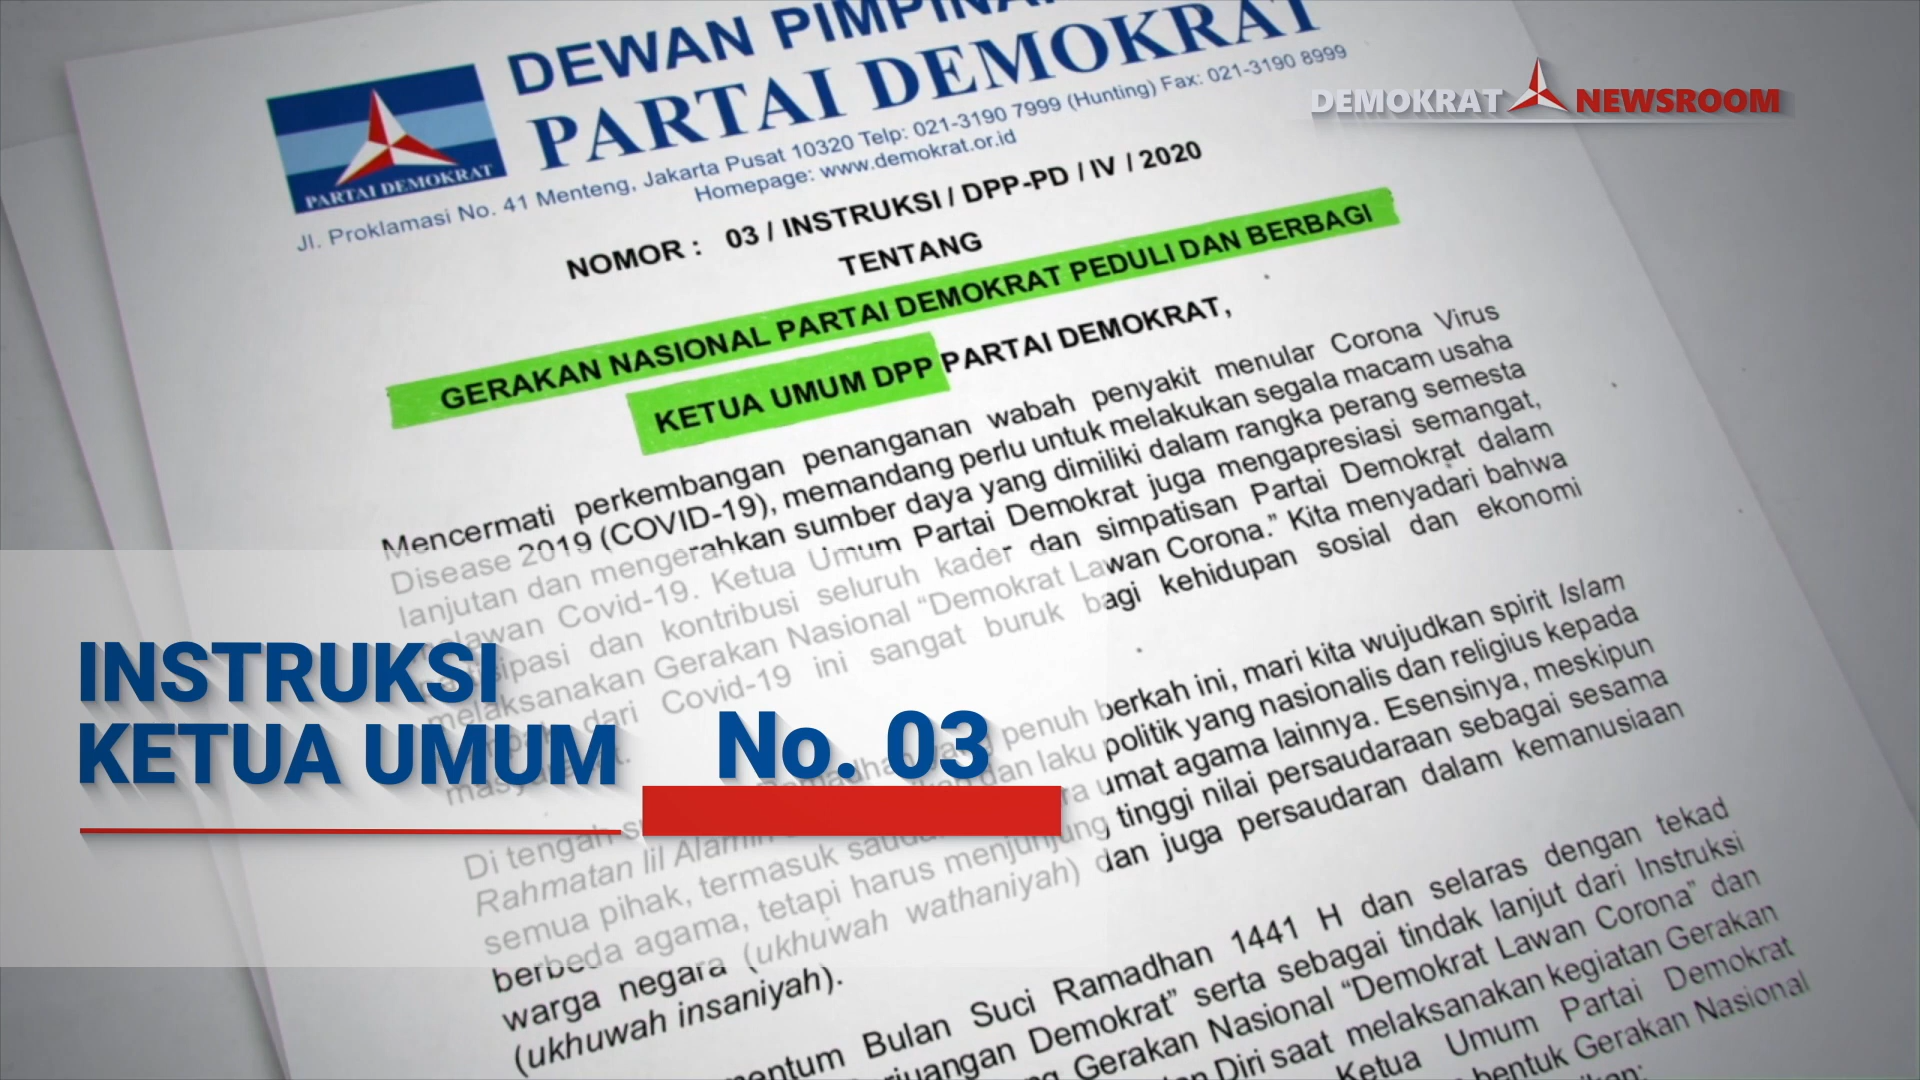 DEWAN PIMPINA
PARTAI DEMOKRAT
PARTAI DEMOKRAT
Jl. Proklamasi No. 41 Menteng, Jakarta Pusat 10320 Telp: 021-3190 7999 (Hunting) Fax: 021-3190 8999
Homepage: www.demokrat.or.id
DEMOKRAT NEWSROOM
NOMOR : 03 / INSTRUKSI / DPP-PD / IV / 2020
TENTANG
GERAKAN NASIONAL PARTAI DEMOKRAT PEDULI DAN BERBAGI
KETUA UMUM DPP PARTAI DEMOKRAT,
Mencermati perkembangan penanganan wabah penyakit menular Corona Virus
Disease 2019 (COVID-19), memandang perlu untuk melakukan segala macam usaha
lanjutan dan mengerahkan sumber daya yang dimiliki dalam rangka perang semesta
melawan Covid-19. Ketua Umum Partai Demokrat juga mengapresiasi semangat,
dan kontribusi seluruh kader dan simpatisan Partai Demokrat dalam
melaksanakan Gerakan Nasional “Demokrat Lawan Corona.” Kita menyadari bahwa
dari Covid-19 ini sangat buruk bagi kehidupan sosial dan ekonomi
INSTRUKSI
KETUA UMUM No. 03
Di tengah penuh berkah ini, mari kita wujudkan spirit Islam
Rahmatan lil Alamin dan laku politik yang nasionalis dan religius kepada
semua pihak, termasuk umat agama lainnya. Esensinya, meskipun
berbeda agama, tetapi harus menjunjung tinggi nilai persaudaraan sebagai sesama
warga negara (ukhuwah wathaniyah) dan juga persaudaran dalam kemanusiaan
(ukhuwah insaniyah).
Bulan Suci Ramadhan 1441 H dan selaras dengan tekad
Demokrat” serta sebagai tindak lanjut dari Instruksi
Gerakan Nasional “Demokrat Lawan Corona” dan
Diri saat melaksanakan kegiatan Gerakan
Ketua Umum Partai Demokrat
bentuk Gerakan Nasional